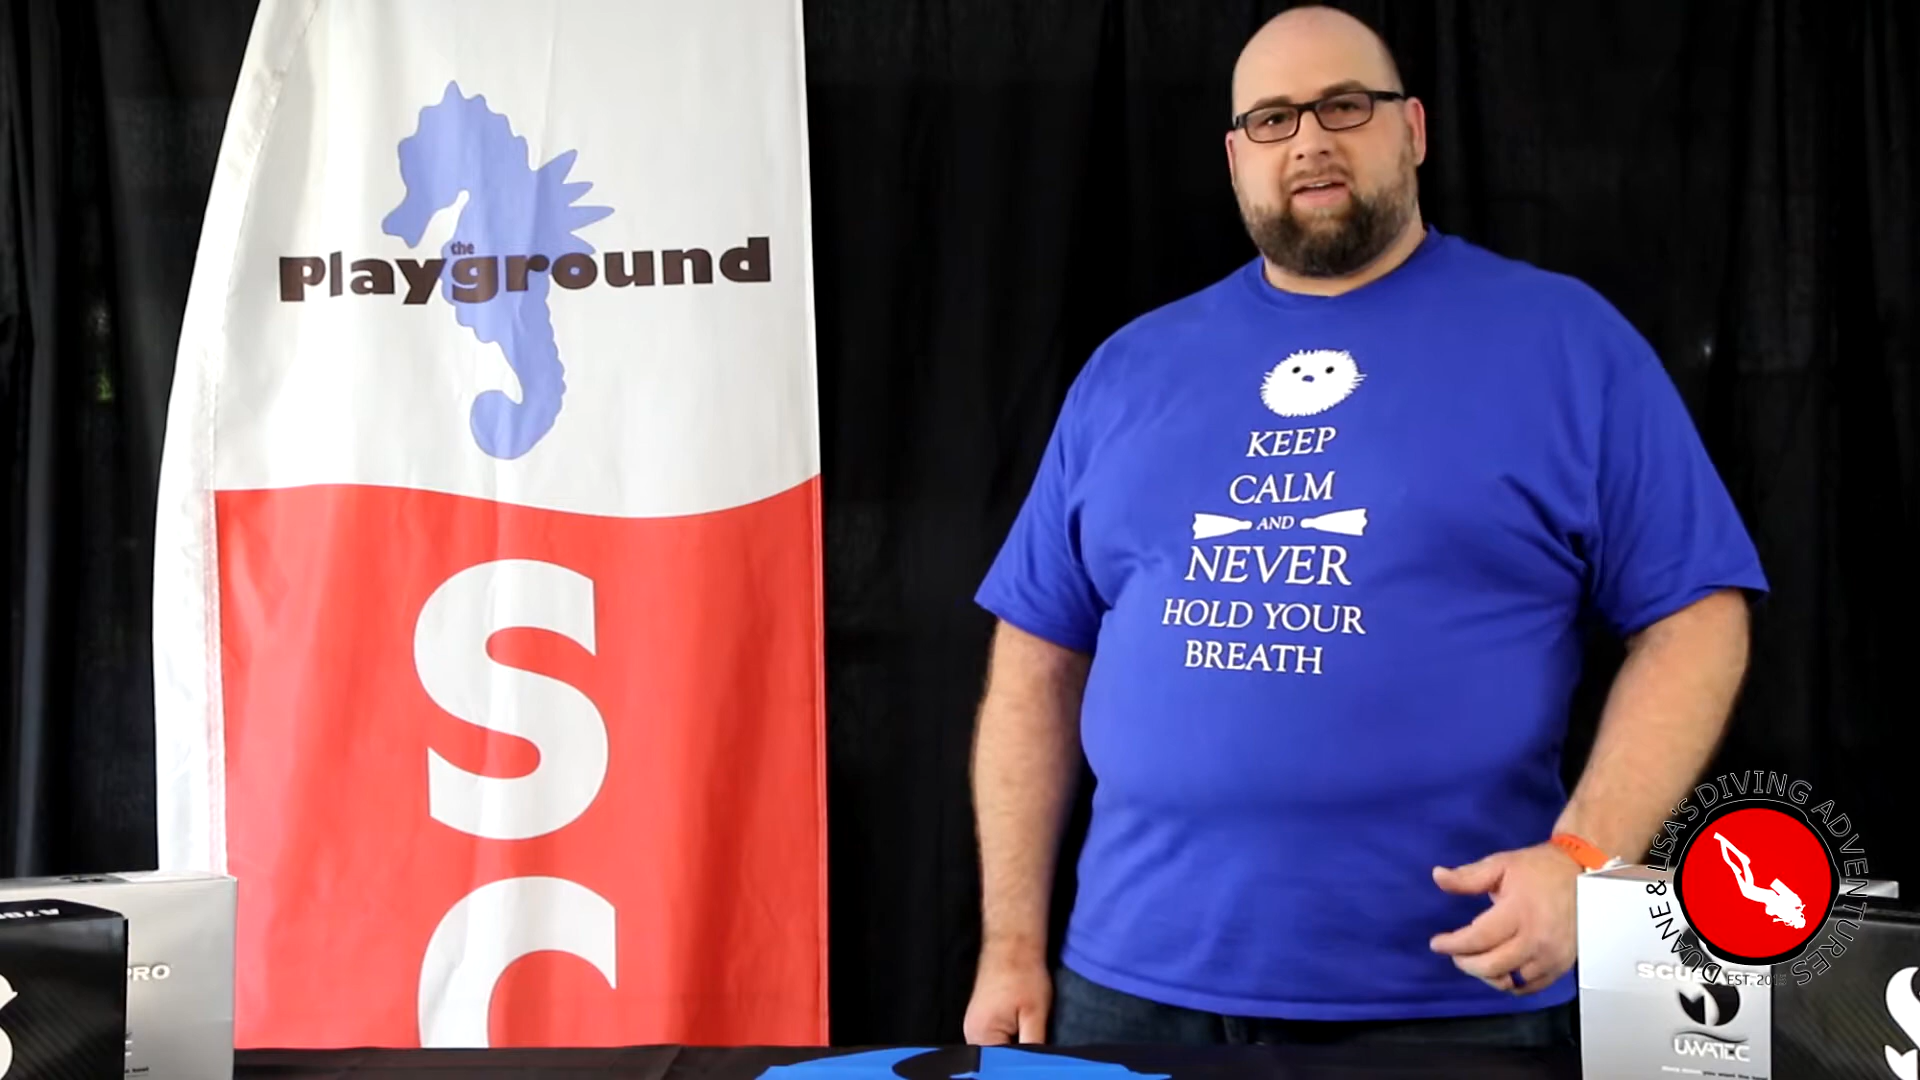 the
Playground
S
C
KEEP
CALM
AND
NEVER
HOLD YOUR
BREATH
PRO
DUANE & LISA'S DIVING ADVENTURES
EST. 2015
UWATEC